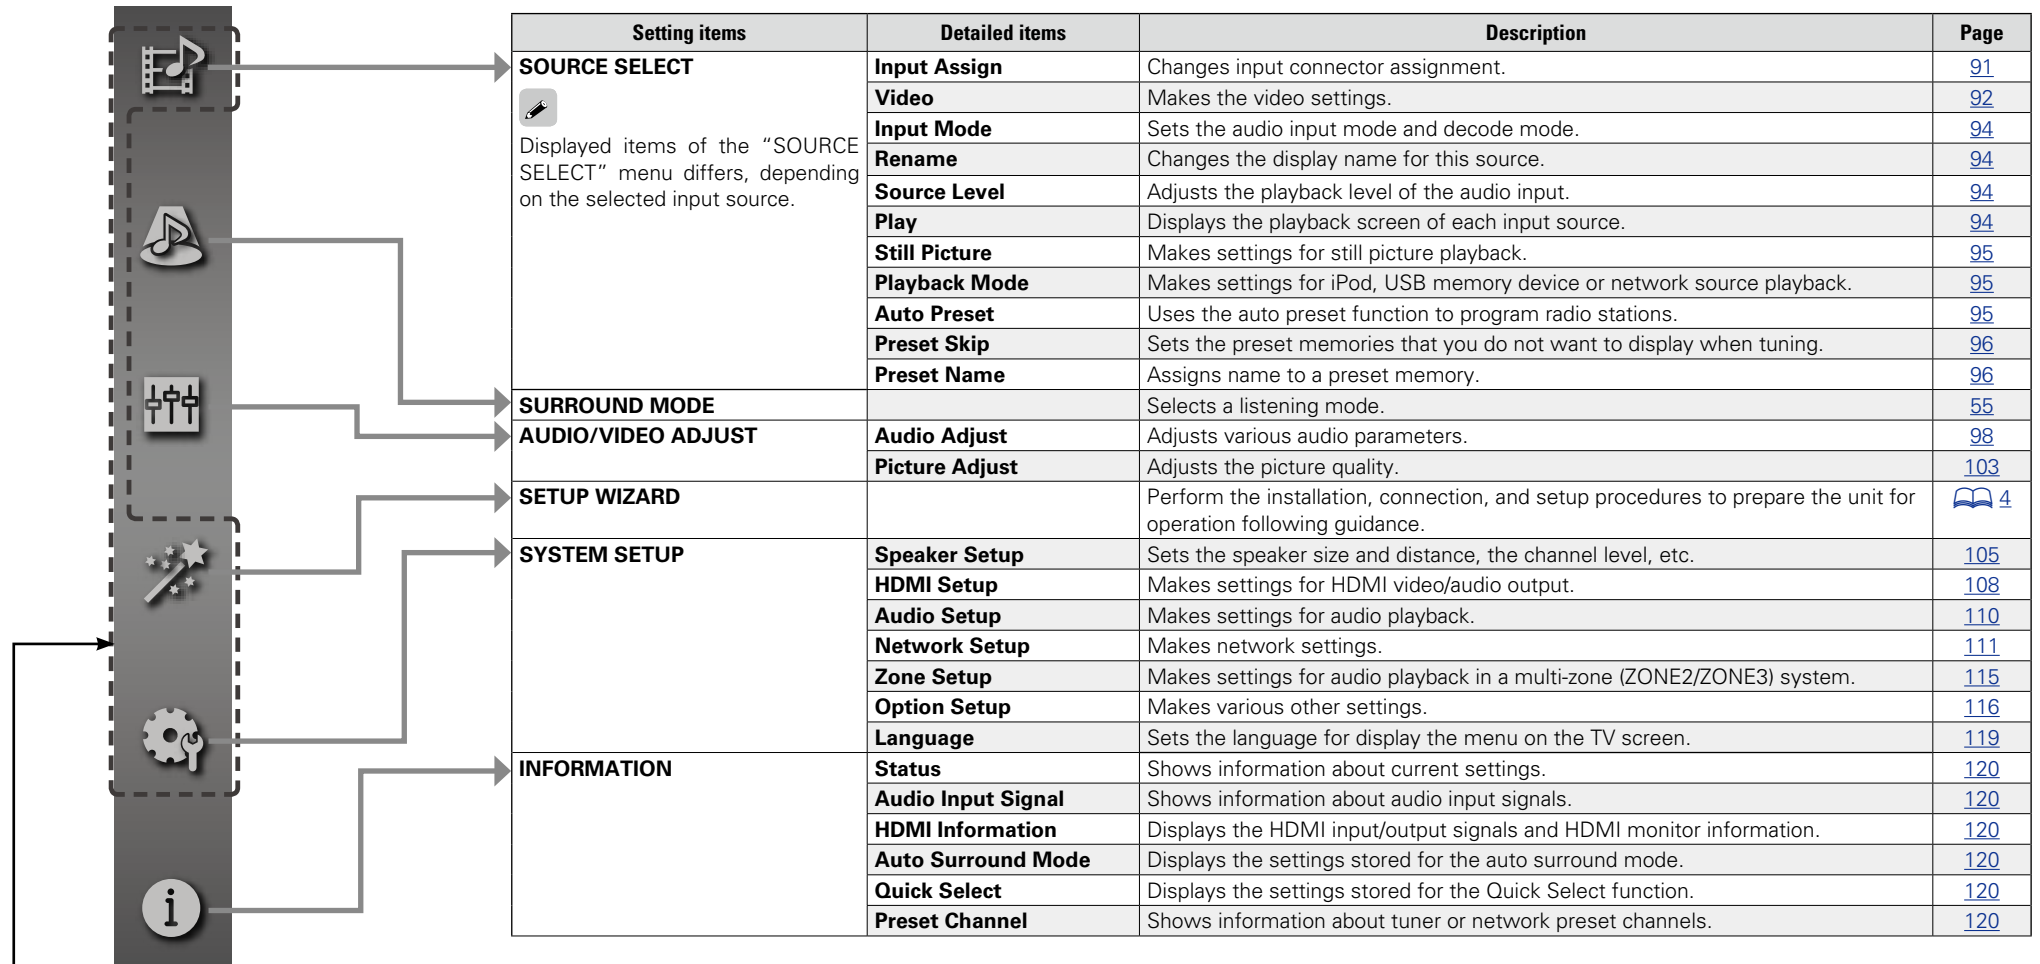 Setting items Detailed items Description Page
SOURCE SELECT Input Assign Changes input connector assignment. 91
Video Makes the video settings. 92
Input Mode Sets the audio input mode and decode mode. 94
Displayed items of the “SOURCE
SELECT” menu differs, depending
on the selected input source.
Rename Changes the display name for this source. 94
Source Level Adjusts the playback level of the audio input. 94
Play Displays the playback screen of each input source. 94
Still Picture Makes settings for still picture playback. 95
Playback Mode Makes settings for iPod, USB memory device or network source playback. 95
Auto Preset Uses the auto preset function to program radio stations. 95
Preset Skip Sets the preset memories that you do not want to display when tuning. 96
Preset Name Assigns name to a preset memory. 96
SURROUND MODE Selects a listening mode. 55
AUDIO/VIDEO ADJUST Audio Adjust Adjusts various audio parameters. 98
Picture Adjust Adjusts the picture quality. 103
SETUP WIZARD Perform the installation, connection, and setup procedures to prepare the unit for 4
operation following guidance.
SYSTEM SETUP Speaker Setup Sets the speaker size and distance, the channel level, etc. 105
HDMI Setup Makes settings for HDMI video/audio output. 108
Audio Setup Makes settings for audio playback. 110
Network Setup Makes network settings. 111
Zone Setup Makes settings for audio playback in a multi-zone (ZONE2/ZONE3) system. 115
Option Setup Makes various other settings. 116
Language Sets the language for display the menu on the TV screen. 119
INFORMATION Status Shows information about current settings. 120
Audio Input Signal Shows information about audio input signals. 120
HDMI Information Displays the HDMI input/output signals and HDMI monitor information. 120
Auto Surround Mode Displays the settings stored for the auto surround mode. 120
Quick Select Displays the settings stored for the Quick Select function. 120
Preset Channel Shows information about tuner or network preset channels. 120